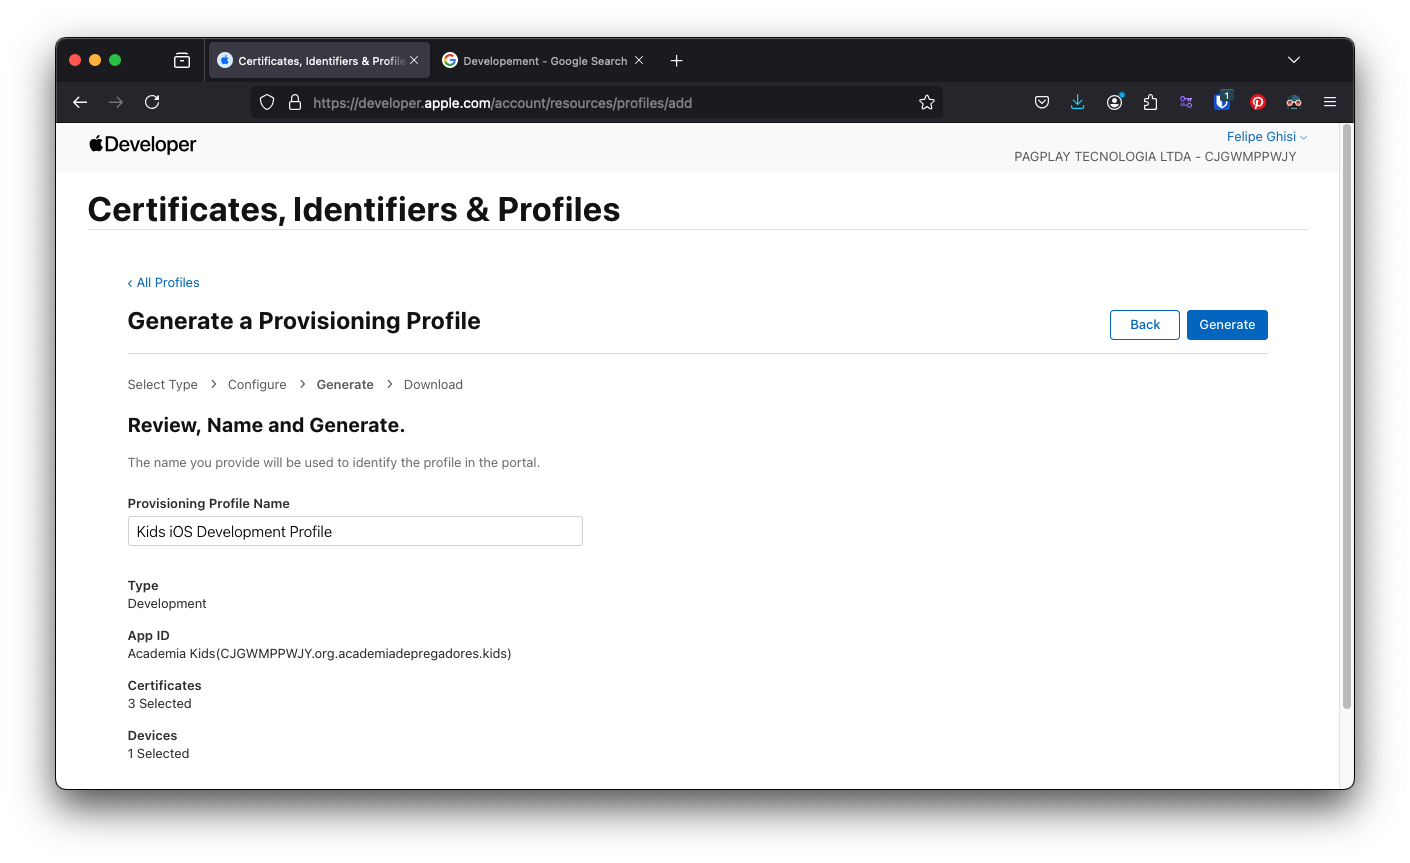 Certificates, Identifiers & Profile
Developement - Google Search
https://developer.apple.com/account/resources/profiles/add
1
Developer
Felipe Ghisi
PAGPLAY TECNOLOGIA LTDA - CJGWMPPWJY
Certificates, Identifiers & Profiles
‹ All Profiles
Generate a Provisioning Profile
Back
Generate
Select Type > Configure > Generate > Download
Review, Name and Generate.
The name you provide will be used to identify the profile in the portal.
Provisioning Profile Name
Kids iOS Development Profile
Type
Development
App ID
Academia Kids(CJGWMPPWJY.org.academiadepregadores.kids)
Certificates
3 Selected
Devices
1 Selected